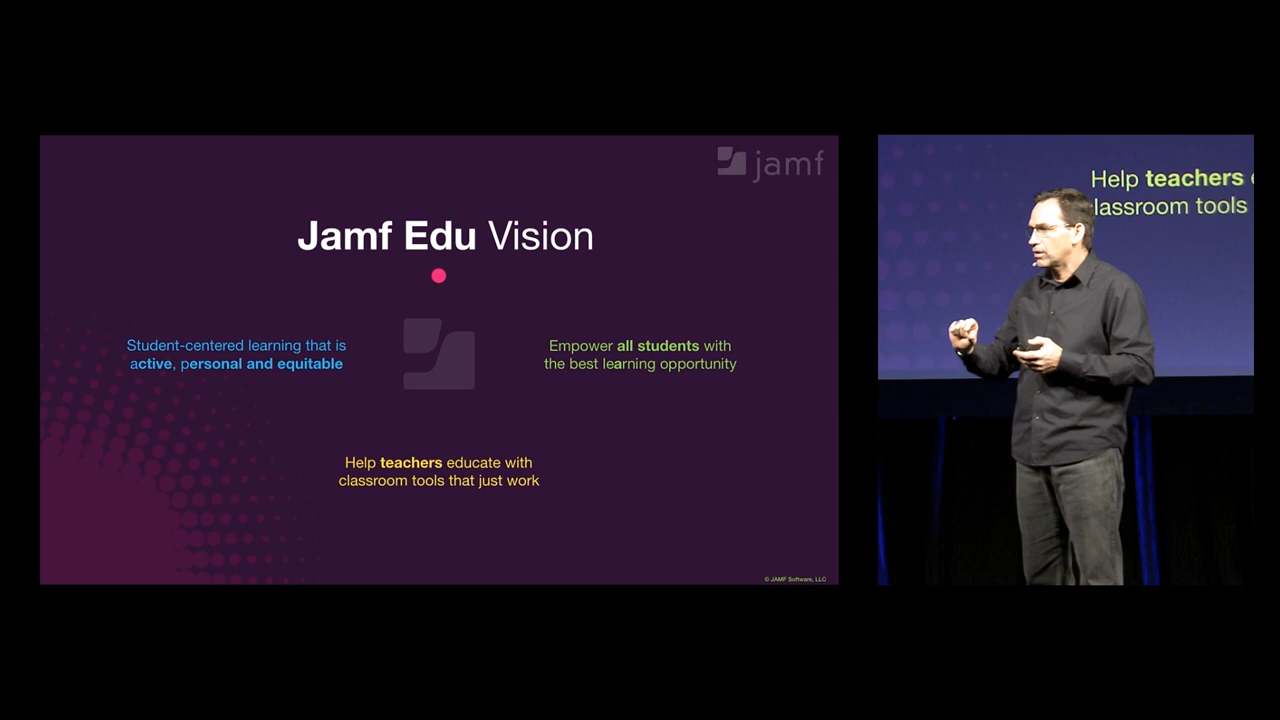 jamf
Jamf Edu Vision
Student-centered learning that is
active, personal and equitable
Empower all students with
the best learning opportunity
Help teachers educate with
classroom tools that just work
© JAMF Software, LLC
Help teachers
lassroom tools